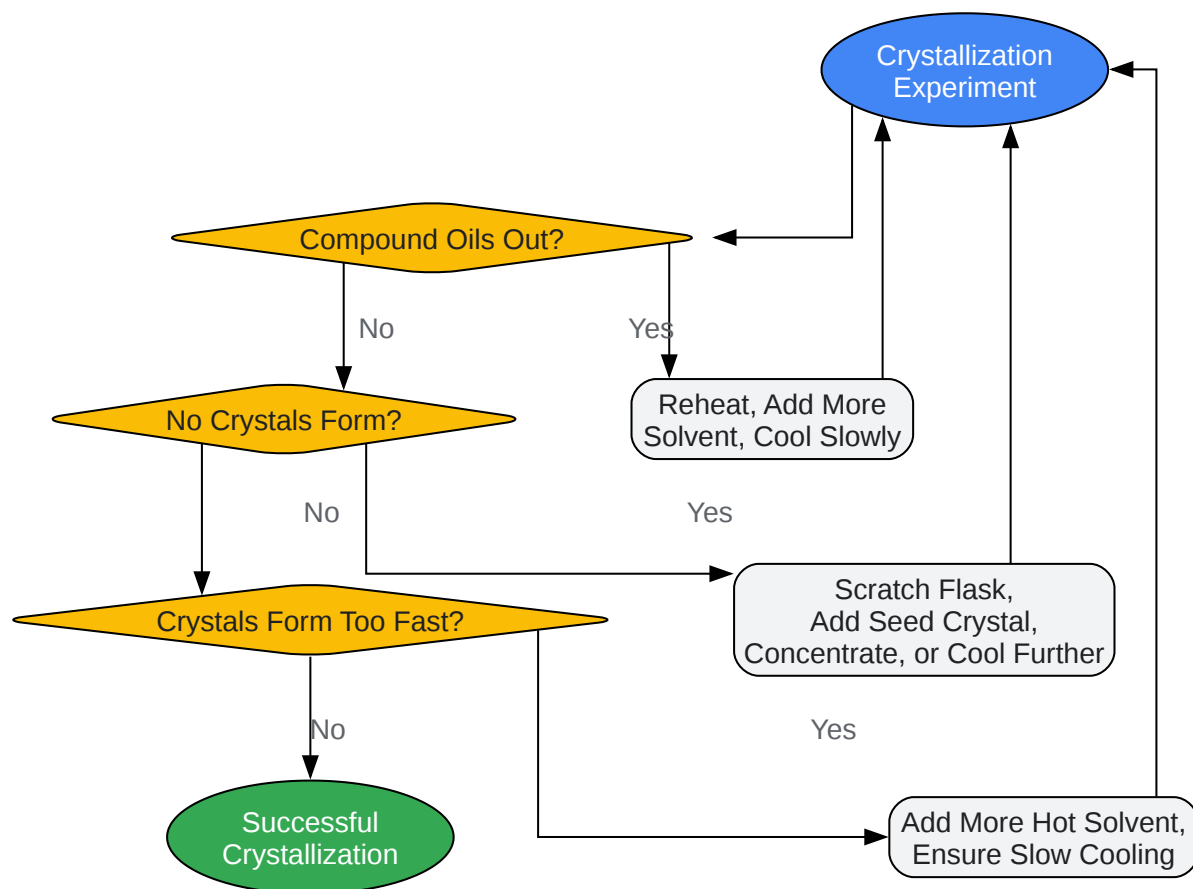 Crystallization
Experiment
Compound Oils Out?
No
Yes
Reheat, Add More
Solvent, Cool Slowly
No Crystals Form?
No
Yes
Scratch Flask,
Add Seed Crystal,
Concentrate, or Cool Further
Crystals Form Too Fast?
No
Yes
Successful
Crystallization
Add More Hot Solvent,
Ensure Slow Cooling